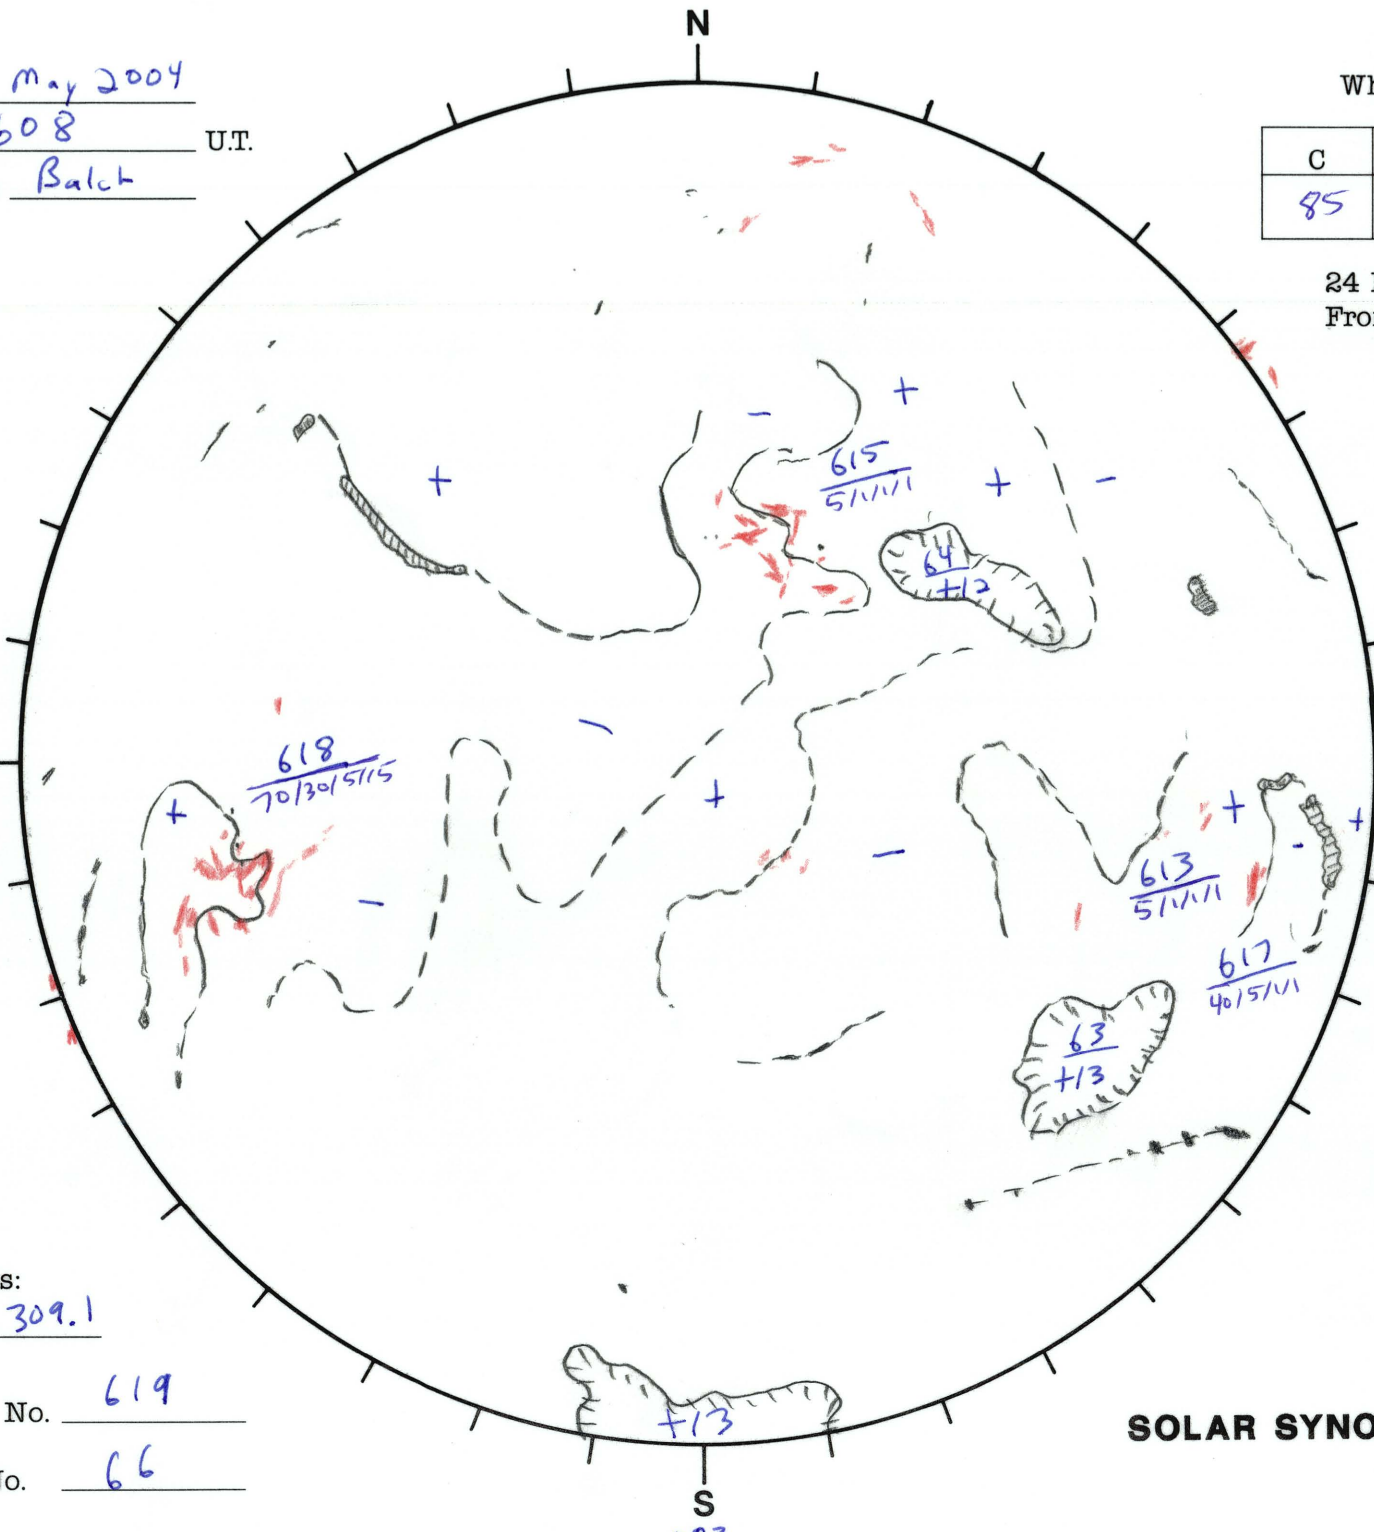 N
May 2004
608 U.T.
Balch
Wh
C
85
24
Fro
- +
+ 615 + -
5/1/1/1
64
+12
618
70/30/5/15
-
+ + + +
- -
613
5/1/1/1
-
617
40/5/1/1
63
+13
s:
309.1
No. 619
+13
SOLAR SYNO
o. 66
S